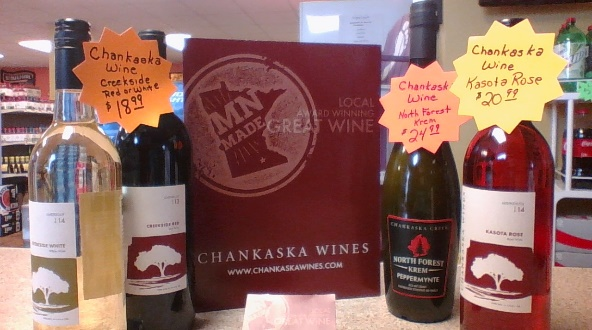 Chankaska
Wine
Creekside
Red or White
$18.99
MN
MADE
LOCAL
AWARD WINNING
GREAT WINE
CHANKASKA WINES
WWW.CHANKASKAWINES.COM
Chankask
Wine
North Forest
Krem
$24.99
CHANKASKA CREEK
NORTH FOREST
KREM
PEPPERMYNTE
Chankaska
Wine
Kasota Rose
$20.99
KASOTA ROSE
CREEKSIDE RED